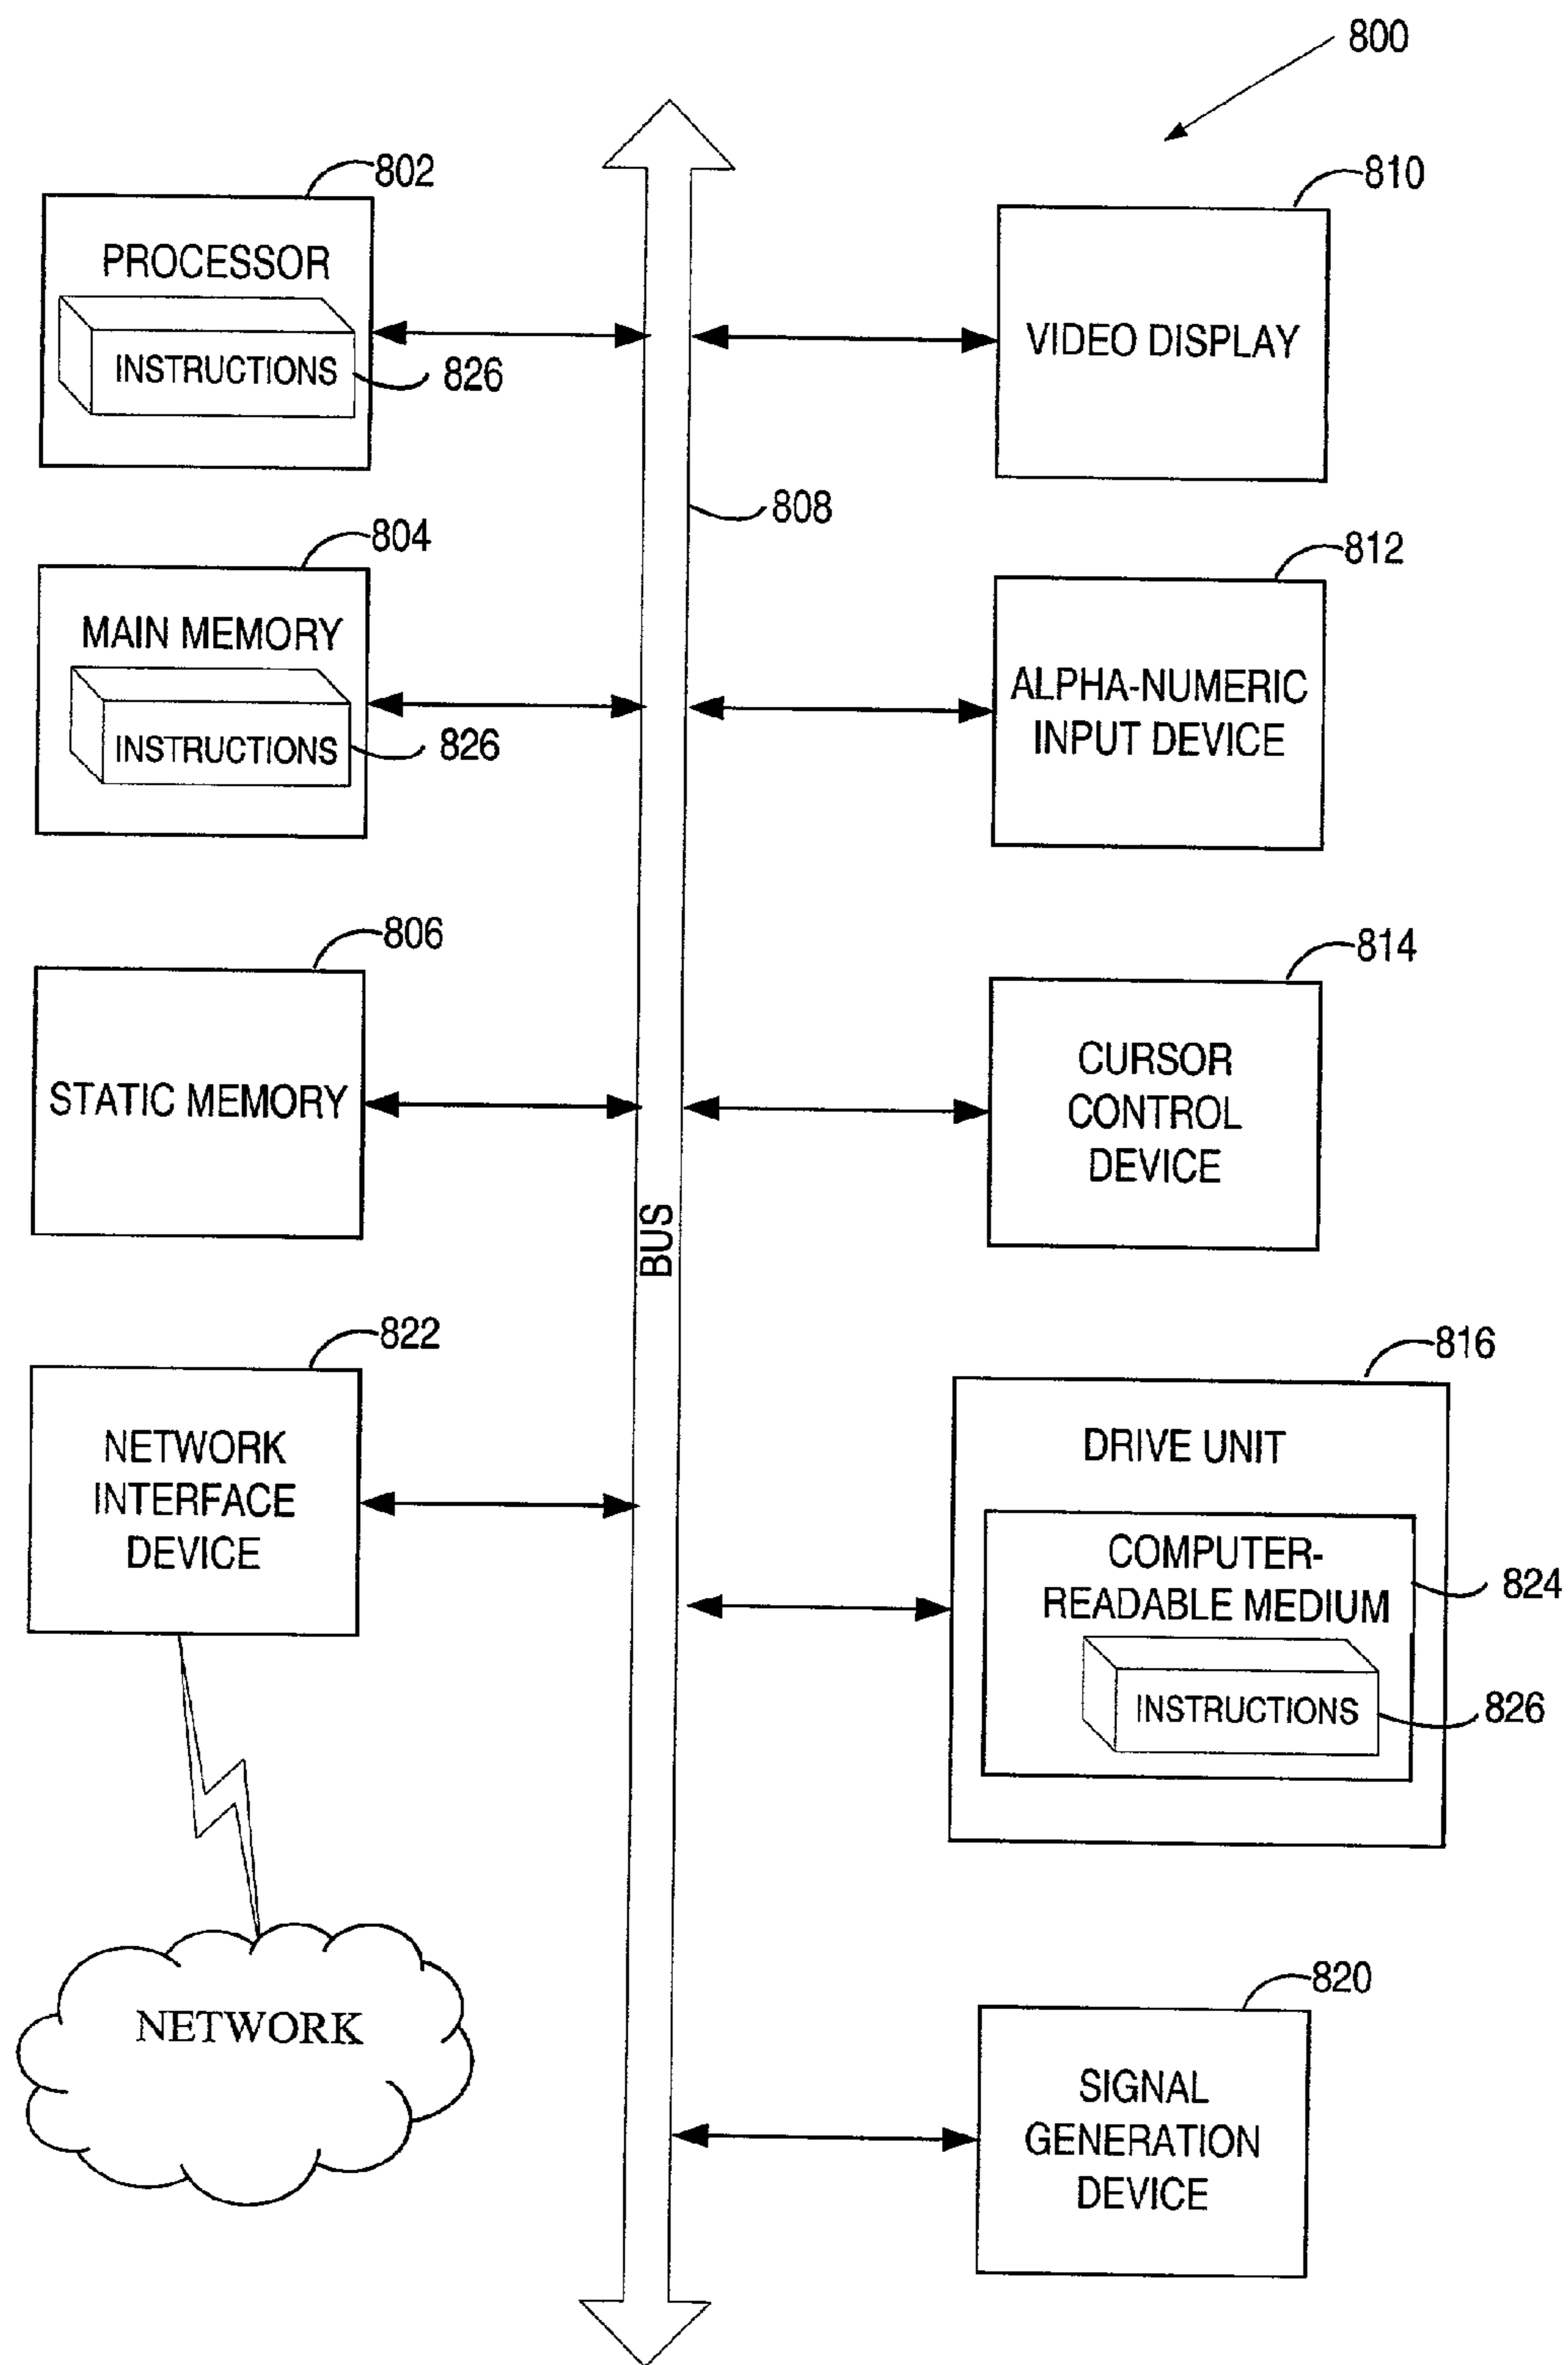 800
802
PROCESSOR
INSTRUCTIONS
826
810
VIDEO DISPLAY
808
804
MAIN MEMORY
INSTRUCTIONS
826
812
ALPHA-NUMERIC
INPUT DEVICE
806
STATIC MEMORY
814
CURSOR
CONTROL
DEVICE
BUS
822
NETWORK
INTERFACE
DEVICE
816
DRIVE UNIT
COMPUTER-
READABLE MEDIUM
824
INSTRUCTIONS
826
NETWORK
820
SIGNAL
GENERATION
DEVICE